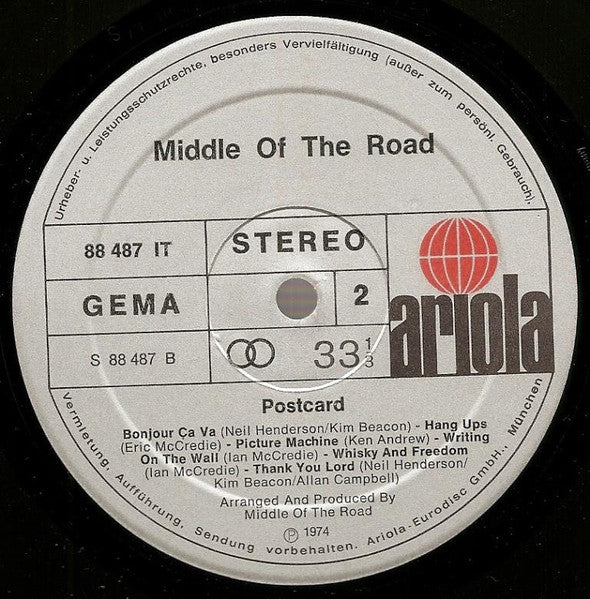 Urheber- u. Leistungsschutzrechte, besonders Vervielfältigung (außer zum persönl. Gebrauch),
Middle Of The Road
88 487 IT
STEREO
GEMA
2
S 88 487 B
33 1/3
ariola
Postcard
Bonjour Ça Va (Neil Henderson/Kim Beacon) - Hang Ups
(Eric McCredie) - Picture Machine (Ken Andrew) - Writing
On The Wall (Ian McCredie) - Whisky And Freedom
(Ian McCredie) - Thank You Lord (Neil Henderson/
Kim Beacon/Allan Campbell)
Arranged And Produced By
Middle Of The Road
Ⓟ 1974
Vermietung, Aufführung, Sendung vorbehalten. Ariola-Eurodisc GmbH., München